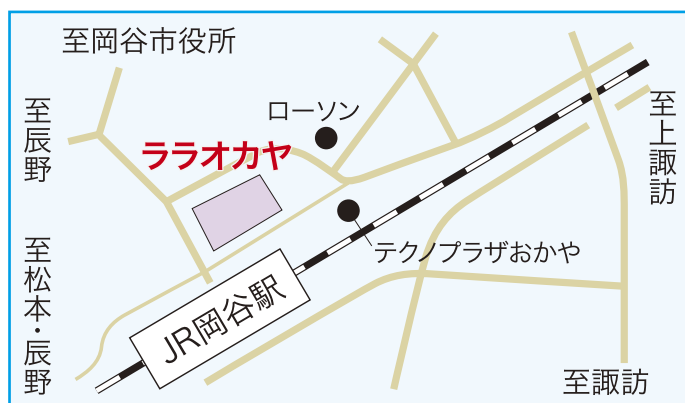 至岡谷市役所
至辰野
ローソン
ララオカヤ
至上諏訪
テクノプラザおかや
至松本・辰野
JR岡谷駅
至諏訪